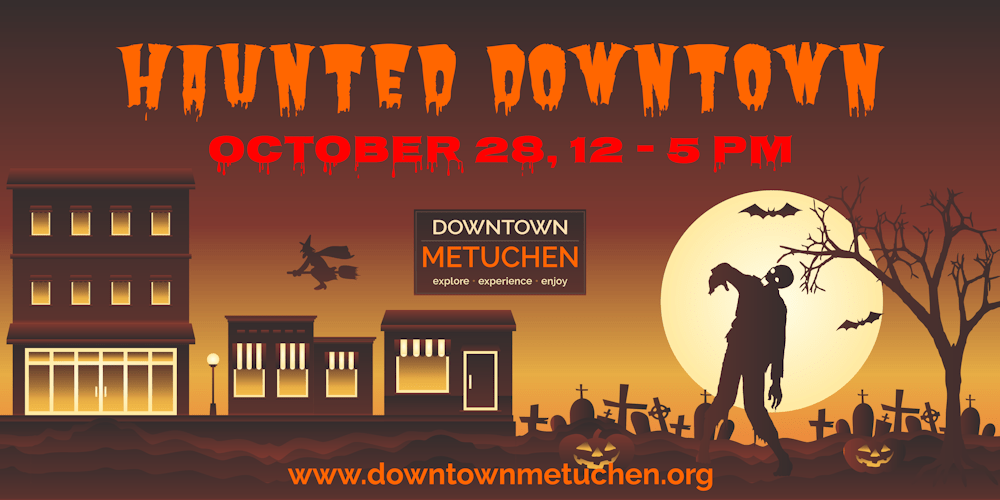 HAUNTED DOWNTOWN
OCTOBER 28, 12 - 5 PM
DOWNTOWN
METUCHEN
explore · experience · enjoy
www.downtownmetuchen.org